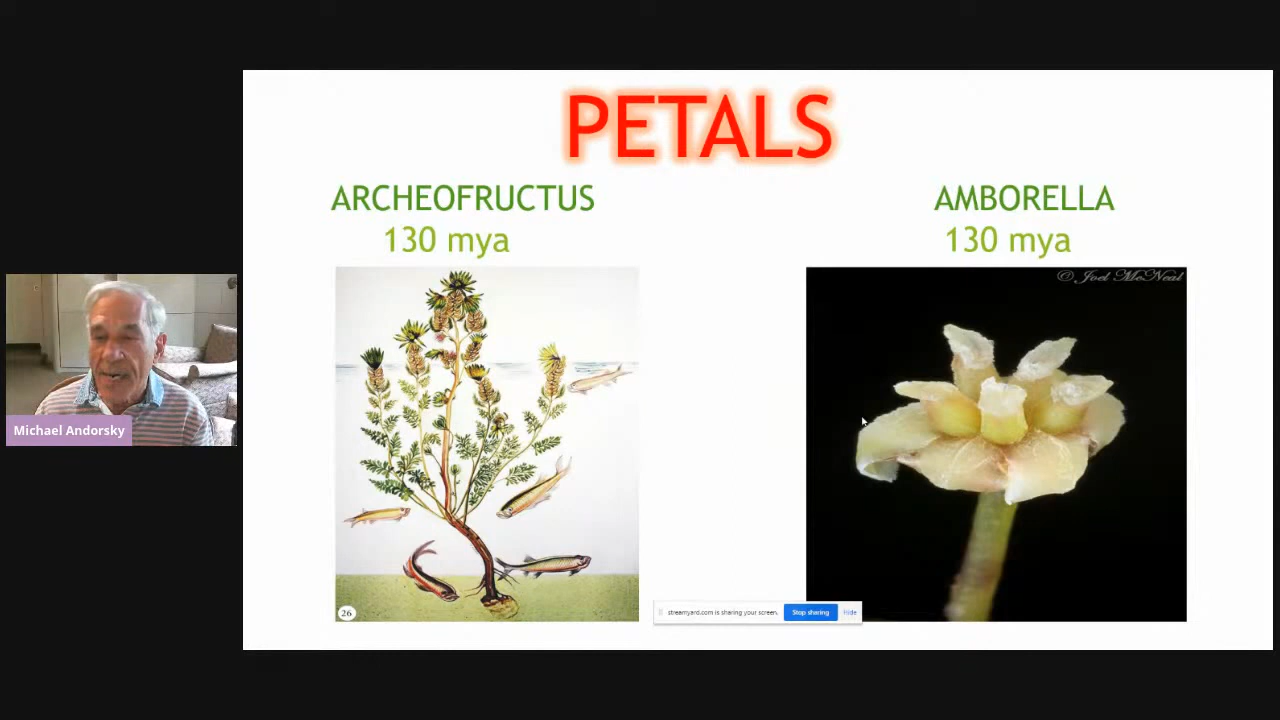 PETALS
ARCHEOFRUCTUS
130 mya
AMBORELLA
130 mya
© Joel McNeal
26
Michael Andorsky
streamyard.com is sharing your screen.
Stop sharing
Hide